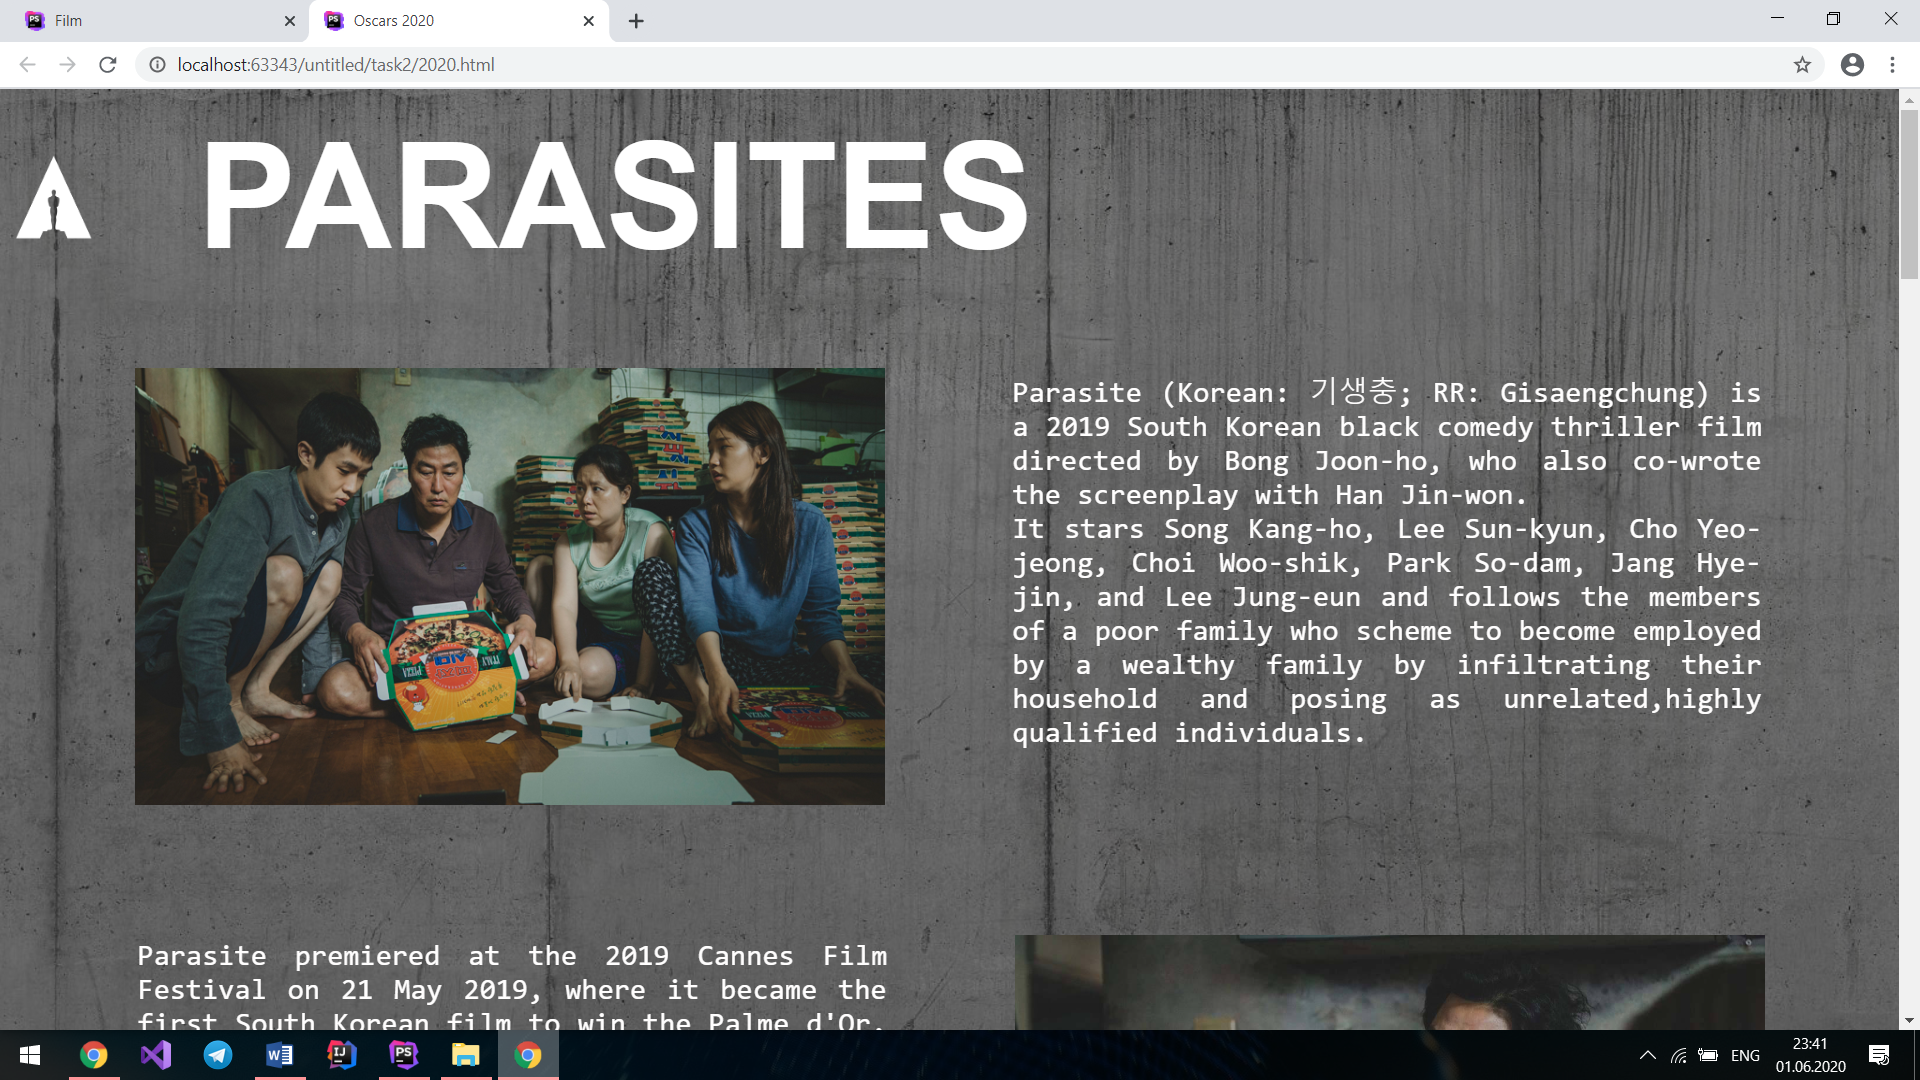 Film
Oscars 2020
localhost:63343/untitled/task2/2020.html
PARASITES
Parasite (Korean: 기생충; RR: Gisaengchung) is
a 2019 South Korean black comedy thriller film
directed by Bong Joon-ho, who also co-wrote
the screenplay with Han Jin-won.
It stars Song Kang-ho, Lee Sun-kyun, Cho Yeo-
jeong, Choi Woo-shik, Park So-dam, Jang Hye-
jin, and Lee Jung-eun and follows the members
of a poor family who scheme to become employed
by a wealthy family by infiltrating their
household and posing as unrelated,highly
qualified individuals.
Parasite premiered at the 2019 Cannes Film
Festival on 21 May 2019, where it became the
first South Korean film to win the Palme d'Or.
ENG
23:41
01.06.2020